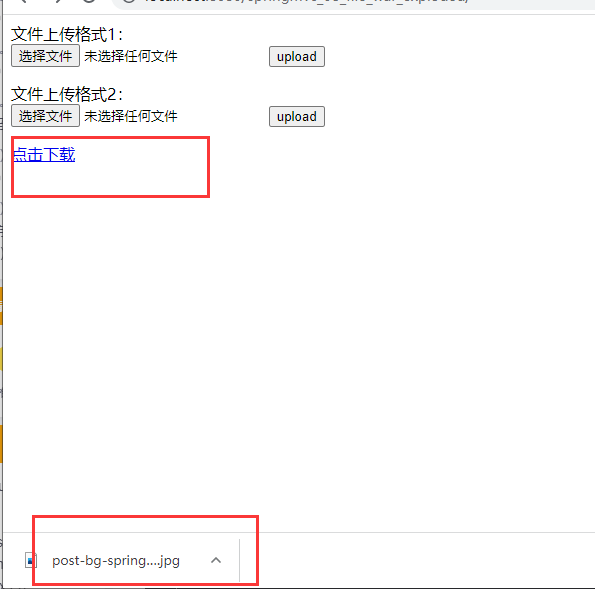 文件上传格式1：
选择文件 未选择任何文件 upload
文件上传格式2：
选择文件 未选择任何文件 upload
点击下载
post-bg-spring....jpg